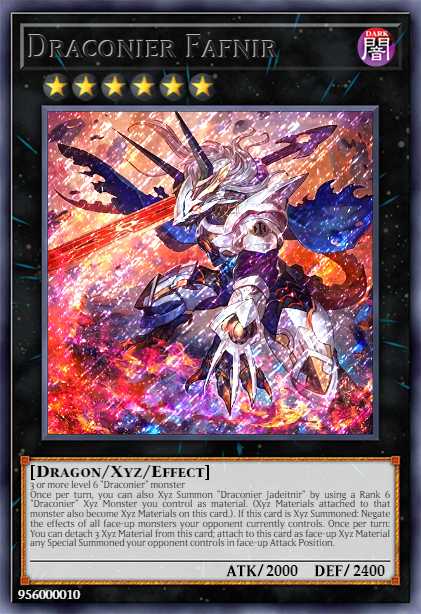 Draconier Fafnir
DARK
闇
[Dragon/Xyz/Effect]
3 or more level 6 "Draconier" monster
Once per turn, you can also Xyz Summon "Draconier Jadeitnir" by using a Rank 6
"Draconier" Xyz Monster you control as material. (Xyz Materials attached to that
monster also become Xyz Materials on this card.). If this card is Xyz Summoned: Negate
the effects of all face-up monsters your opponent currently controls. Once per turn:
You can detach 3 Xyz Material from this card; attach to this card as face-up Xyz Material
any Special Summoned your opponent controls in face-up Attack Position.
ATK/2000 DEF/2400
956000010